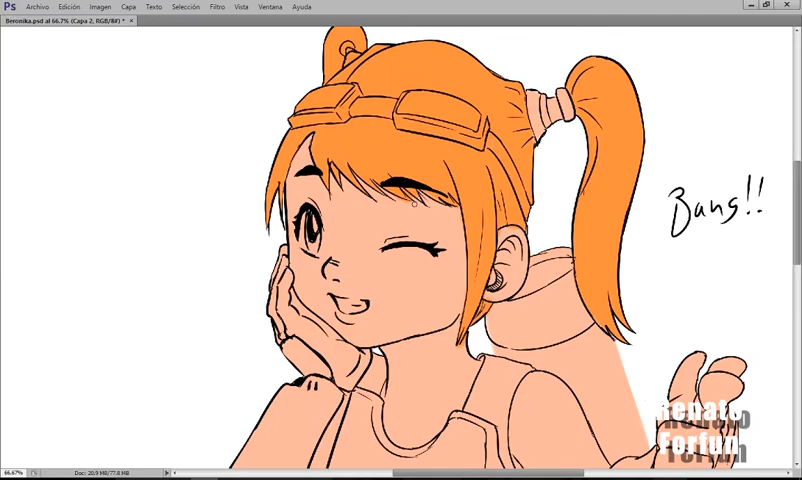 Ps Archivo Edición Imagen Capa Texto Selección Filtro Vista Ventana Ayuda
Beronika.psd al 66.7% (Capa 2, RGB/8#) * ×
Bang!!
Renato
Forfun
66.67% Doc: 20.9 MB/77.8 MB